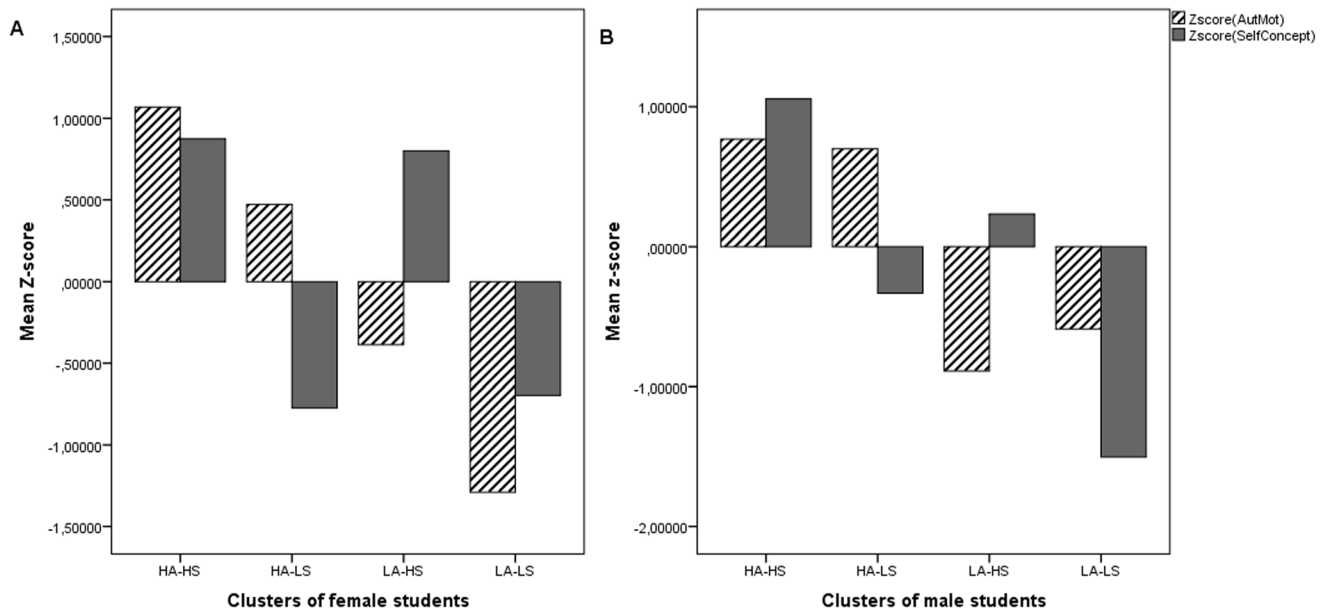 A
Mean Z-score
1,50000
1,00000
,50000
,00000
-,50000
-1,00000
-1,50000
HA-HS
HA-LS
LA-HS
LA-LS
Clusters of female students
B
Mean z-score
1,00000
,00000
-1,00000
-2,00000
HA-HS
HA-LS
LA-HS
LA-LS
Clusters of male students
Zscore(AutMot)
Zscore(SelfConcept)